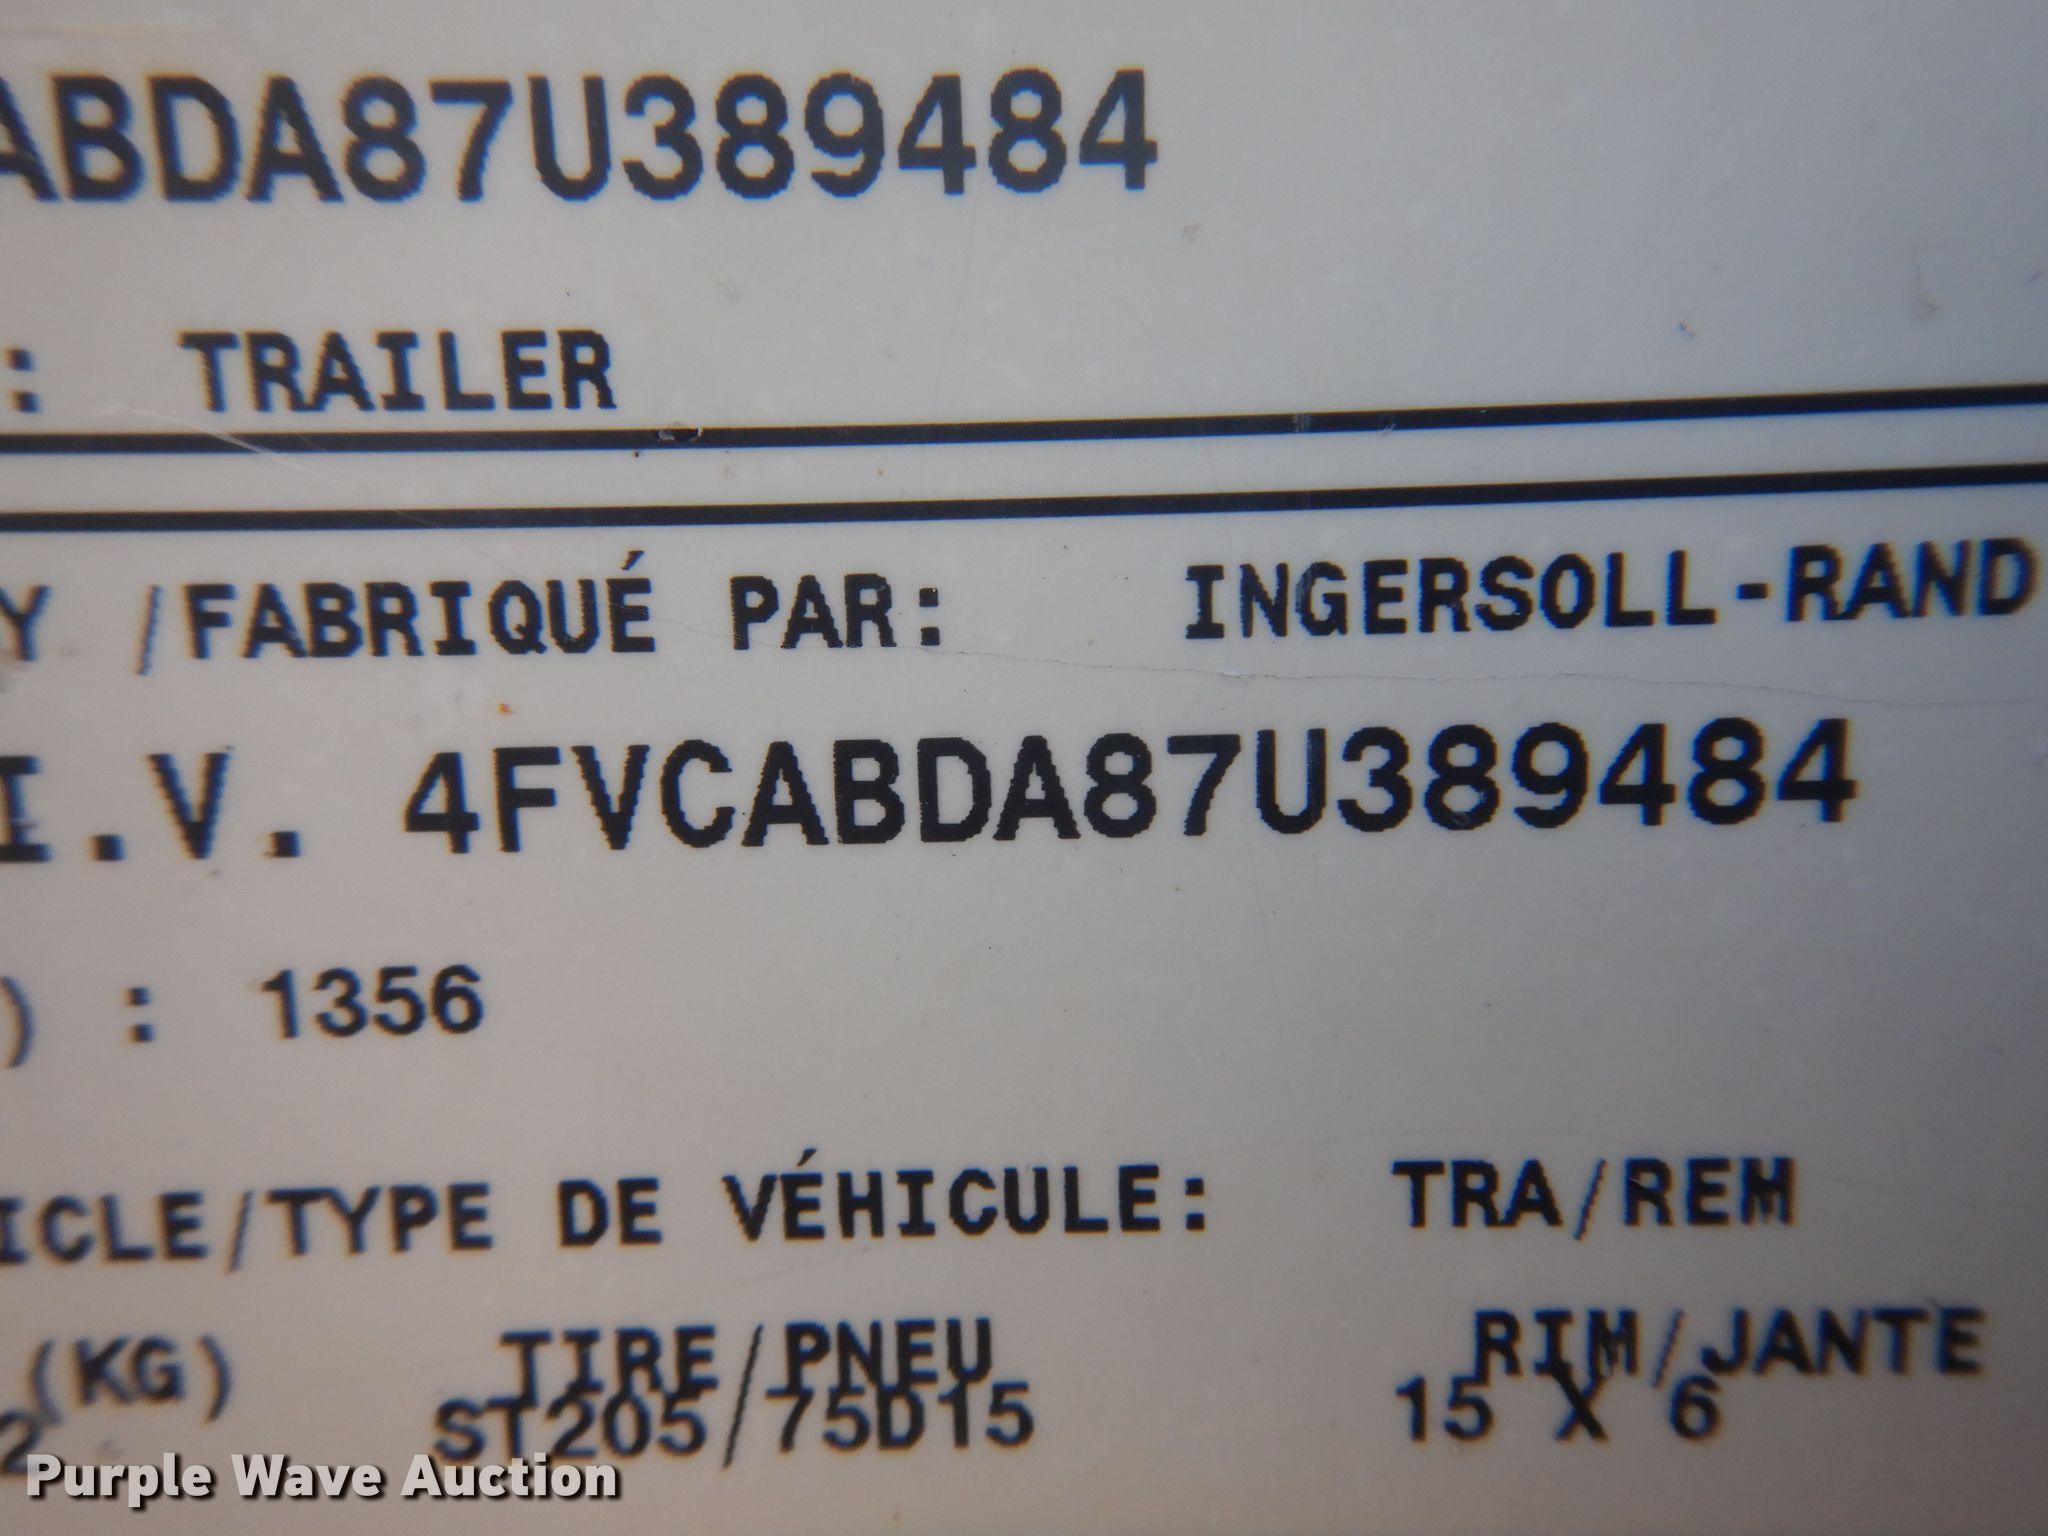 ABDA87U389484
: TRAILER
Y /FABRIQUÉ PAR: INGERSOLL-RAND
I.V. 4FVCABDA87U389484
) : 1356
ICLE/TYPE DE VÉHICULE: TRA/REM
(KG) TIRE/PNEU RIM/JANTE
2 ST205/75D15 15 X 6
Purple Wave Auction